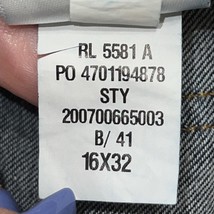 RL 5581 A
PO 4701194878
STY
200700665003
B/ 41
16X32